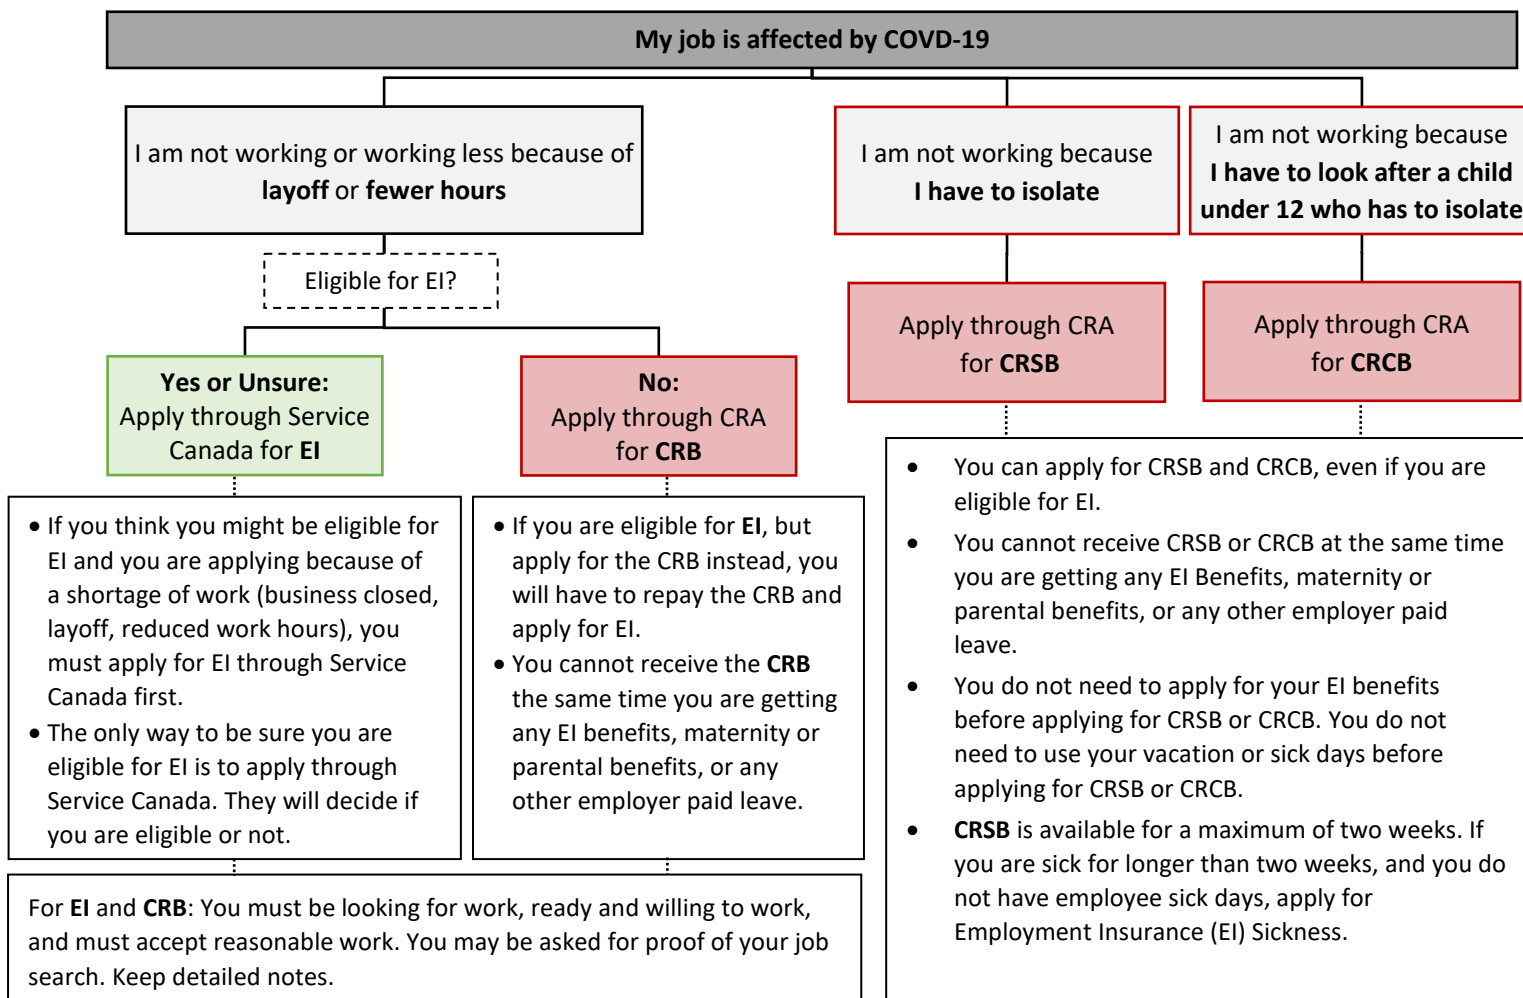 My job is affected by COVD-19
I am not working or working less because of
layoff or fewer hours
I am not working because
I have to isolate
I am not working because
I have to look after a child
under 12 who has to isolate
Eligible for EI?
Yes or Unsure:
Apply through Service
Canada for EI
No:
Apply through CRA
for CRB
Apply through CRA
for CRSB
Apply through CRA
for CRCB
• If you think you might be eligible for
EI and you are applying because of
a shortage of work (business closed,
layoff, reduced work hours), you
must apply for EI through Service
Canada first.
• The only way to be sure you are
eligible for EI is to apply through
Service Canada. They will decide if
you are eligible or not.
• If you are eligible for EI, but
apply for the CRB instead, you
will have to repay the CRB and
apply for EI.
• You cannot receive the CRB
the same time you are getting
any EI benefits, maternity or
parental benefits, or any
other employer paid leave.
• You can apply for CRSB and CRCB, even if you are
eligible for EI.
• You cannot receive CRSB or CRCB at the same time
you are getting any EI Benefits, maternity or
parental benefits, or any other employer paid
leave.
• You do not need to apply for your EI benefits
before applying for CRSB or CRCB. You do not
need to use your vacation or sick days before
applying for CRSB or CRCB.
• CRSB is available for a maximum of two weeks. If
you are sick for longer than two weeks, and you do
not have employee sick days, apply for
Employment Insurance (EI) Sickness.
For EI and CRB: You must be looking for work, ready and willing to work,
and must accept reasonable work. You may be asked for proof of your job
search. Keep detailed notes.